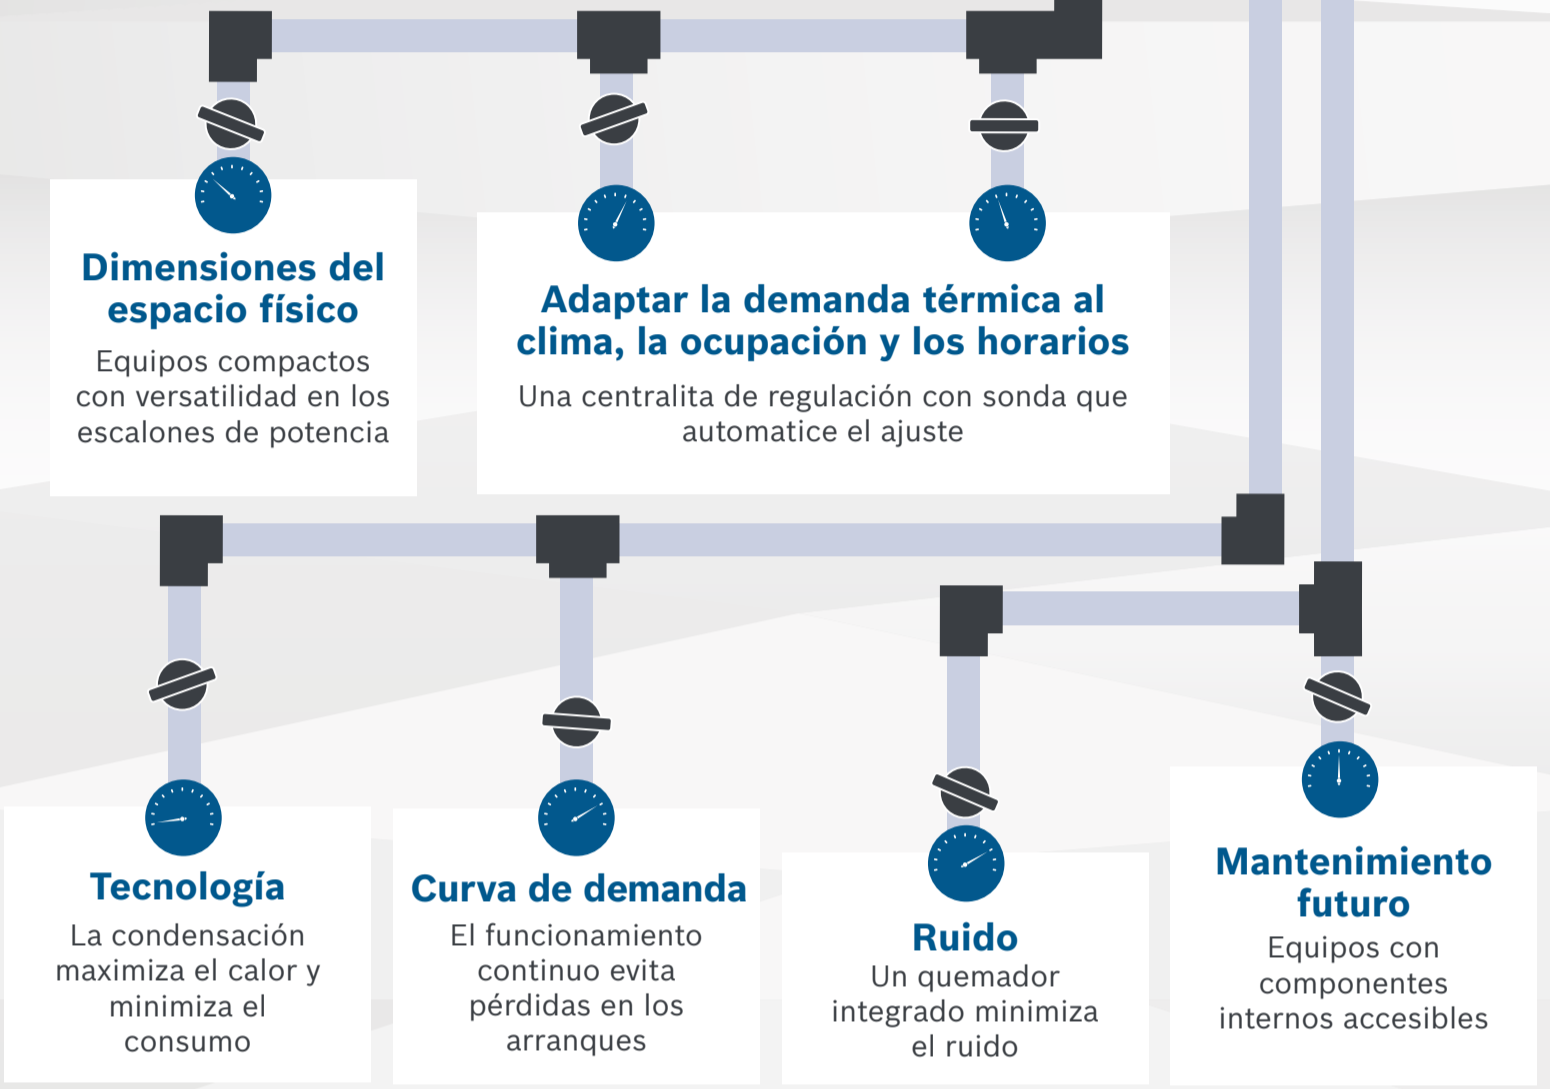 Dimensiones del
espacio físico
Equipos compactos
con versatilidad en los
escalones de potencia
Adaptar la demanda térmica al
clima, la ocupación y los horarios
Una centralita de regulación con sonda que
automatice el ajuste
Tecnología
La condensación
maximiza el calor y
minimiza el
consumo
Curva de demanda
El funcionamiento
continuo evita
pérdidas en los
arranques
Ruido
Un quemador
integrado minimiza
el ruido
Mantenimiento
futuro
Equipos con
componentes
internos accesibles